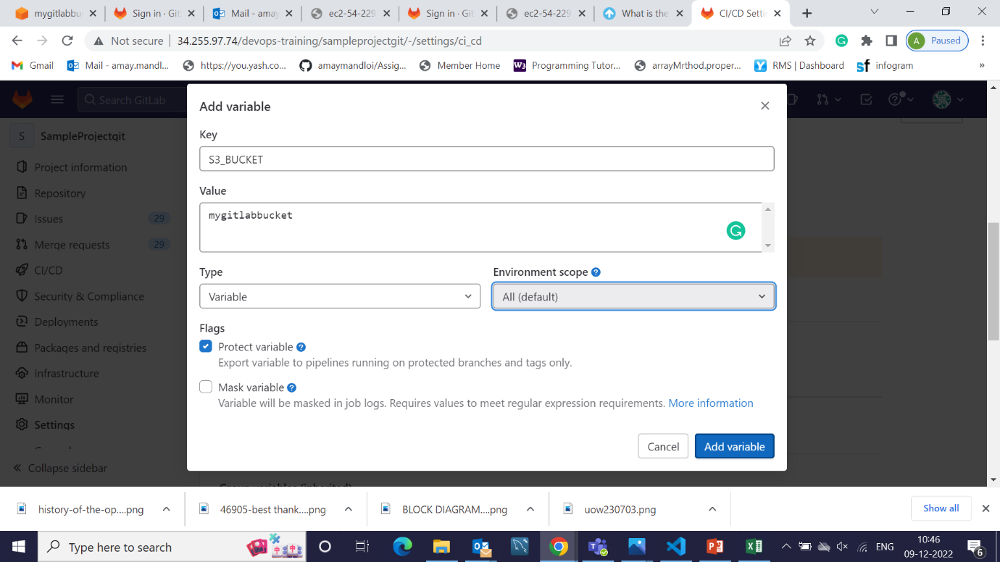 mygitlabbuc
Sign in · Git
Mail - amay
ec2-54-229
Sign in · Git
ec2-54-229
What is the
CI/CD Setti
Not secure
34.255.97.74/devops-training/sampleprojectgit/-/settings/ci_cd
A
Paused
Gmail
Mail - amay.mandl...
https://you.yash.co...
amaymandloi/Assig...
Member Home
W3
Programming Tutor...
arrayMrthod.proper...
RMS | Dashboard
sf
infogram
»
Search GitLab
S
SampleProjectgit
Project information
Repository
Issues
29
Merge requests
29
CI/CD
Security & Compliance
Deployments
Packages and registries
Infrastructure
Monitor
Settings
« Collapse sidebar
Add variable
Key
S3_BUCKET
Value
mygitlabbucket
Type
Environment scope
Variable
All (default)
Flags
Protect variable
Export variable to pipelines running on protected branches and tags only.
Mask variable
Variable will be masked in job logs. Requires values to meet regular expression requirements. More information
Cancel
Add variable
Group variables (inherited)
history-of-the-op....png
46905-best thank....png
BLOCK DIAGRAM....png
uow230703.png
Show all
Type here to search
ENG
10:46
09-12-2022
6